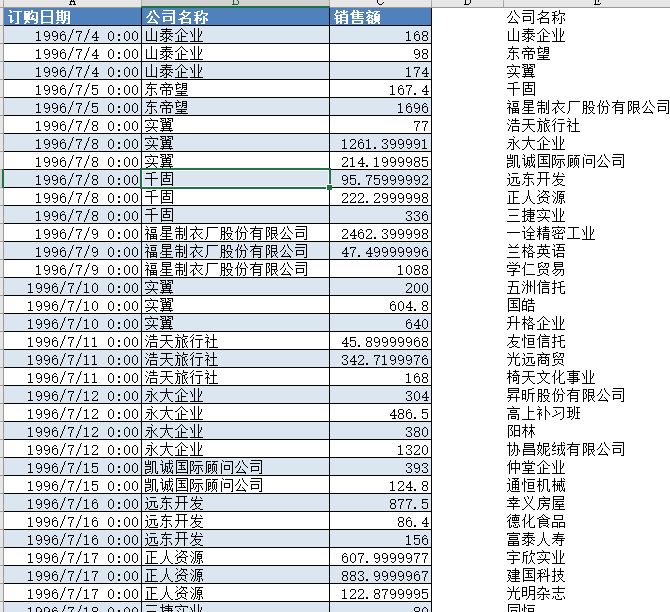 A B C D E
订购日期 公司名称 销售额 公司名称
1996/7/4 0:00 山泰企业 168 山泰企业
1996/7/4 0:00 山泰企业 98 东帝望
1996/7/4 0:00 山泰企业 174 实翼
1996/7/5 0:00 东帝望 167.4 千固
1996/7/5 0:00 东帝望 1696 福星制衣厂股份有限公司
1996/7/8 0:00 实翼 77 浩天旅行社
1996/7/8 0:00 实翼 1261.399991 永大企业
1996/7/8 0:00 实翼 214.1999985 凯诚国际顾问公司
1996/7/8 0:00 千固 95.75999992 远东开发
1996/7/8 0:00 千固 222.2999998 正人资源
1996/7/8 0:00 千固 336 三捷实业
1996/7/9 0:00 福星制衣厂股份有限公司 2462.399998 一诠精密工业
1996/7/9 0:00 福星制衣厂股份有限公司 47.49999996 兰格英语
1996/7/9 0:00 福星制衣厂股份有限公司 1088 学仁贸易
1996/7/10 0:00 实翼 200 五洲信托
1996/7/10 0:00 实翼 604.8 国皓
1996/7/10 0:00 实翼 640 升格企业
1996/7/11 0:00 浩天旅行社 45.89999968 友恒信托
1996/7/11 0:00 浩天旅行社 342.7199976 光远商贸
1996/7/11 0:00 浩天旅行社 168 椅天文化事业
1996/7/12 0:00 永大企业 304 昇昕股份有限公司
1996/7/12 0:00 永大企业 486.5 高上补习班
1996/7/12 0:00 永大企业 380 阳林
1996/7/12 0:00 永大企业 1320 协昌妮绒有限公司
1996/7/15 0:00 凯诚国际顾问公司 393 仲堂企业
1996/7/15 0:00 凯诚国际顾问公司 124.8 通恒机械
1996/7/16 0:00 远东开发 877.5 幸义房屋
1996/7/16 0:00 远东开发 86.4 德化食品
1996/7/16 0:00 远东开发 156 富泰人寿
1996/7/17 0:00 正人资源 607.9999977 宇欣实业
1996/7/17 0:00 正人资源 883.9999967 建国科技
1996/7/17 0:00 正人资源 122.8799995 光明杂志
1996/7/18 0:00 三捷实业 80 同恒